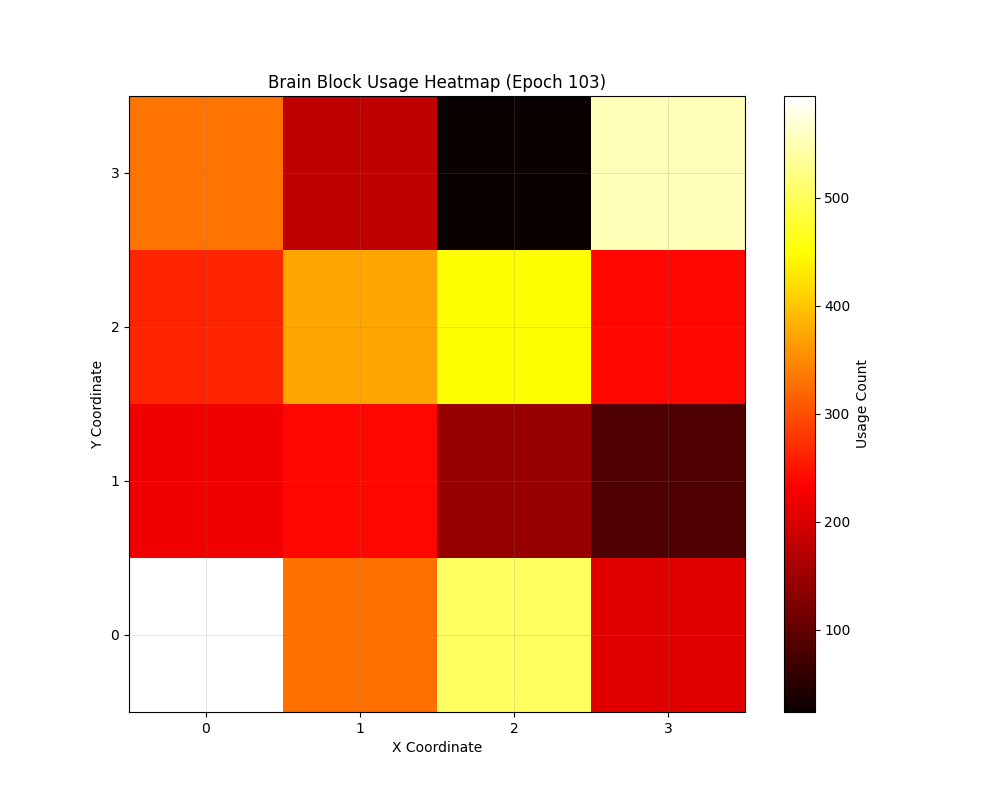 Brain Block Usage Heatmap (Epoch 103)
3
2
1
0
Y Coordinate
0 1 2 3
X Coordinate
500
400
300
200
100
Usage Count